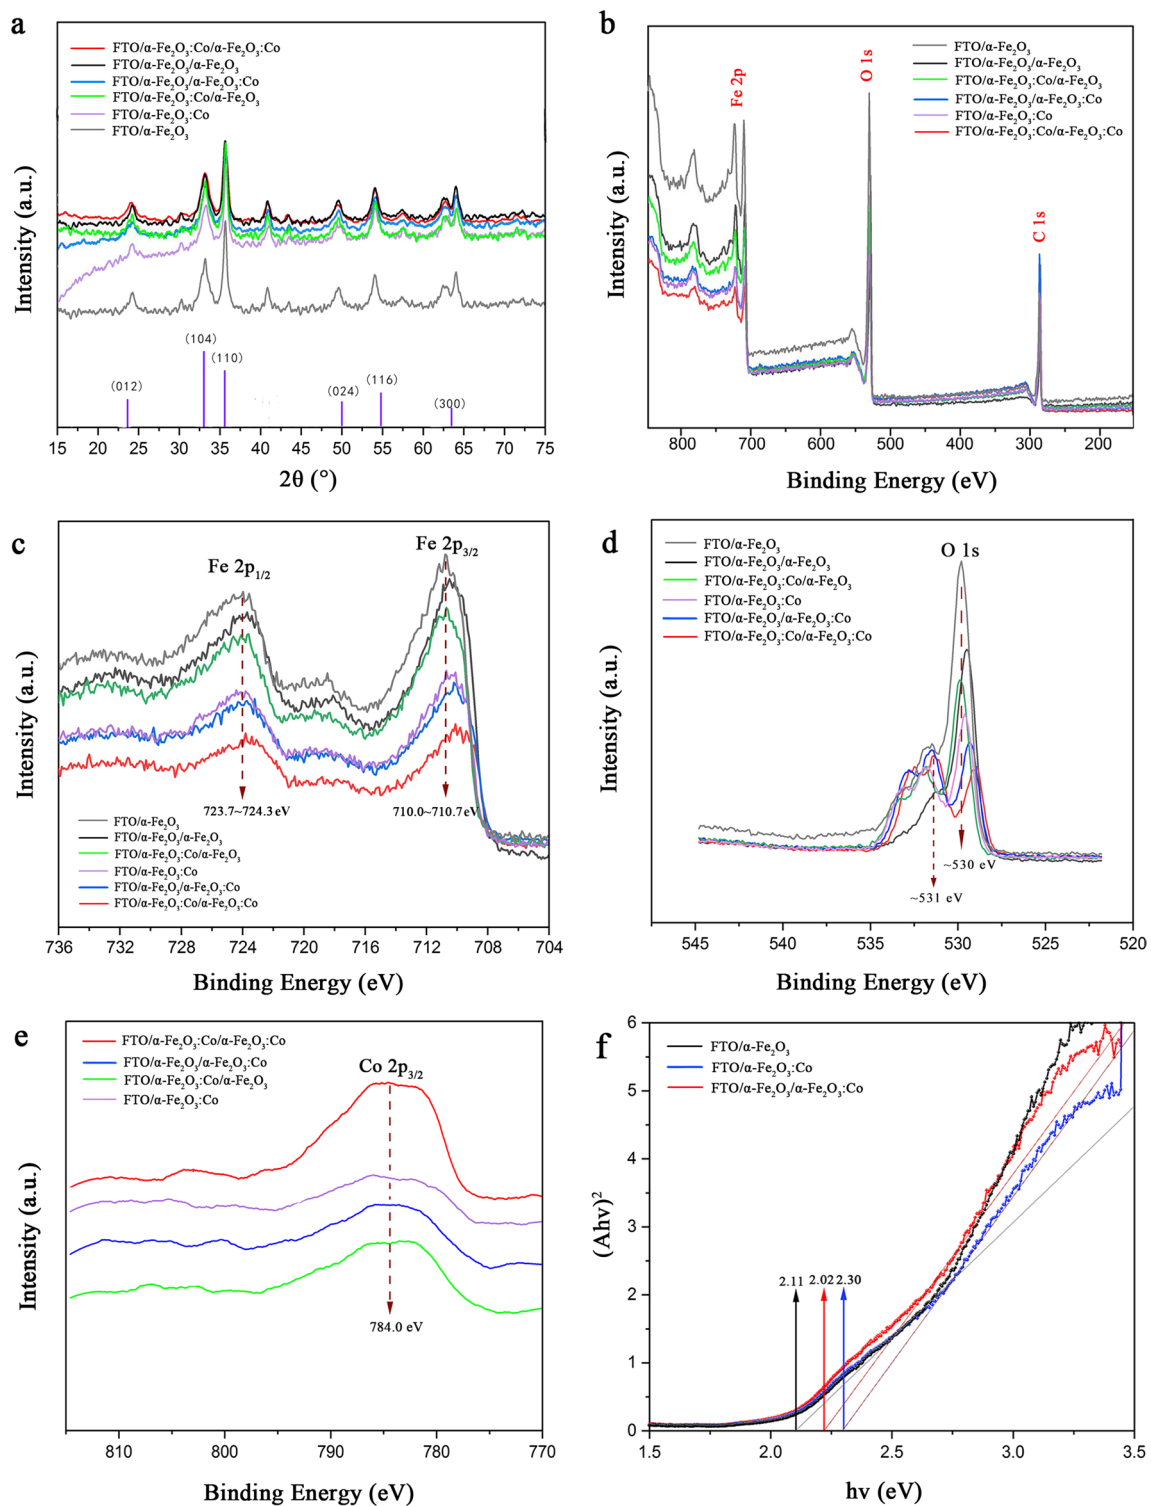 a
FTO/α-Fe₂O₃:Co/α-Fe₂O₃:Co
FTO/α-Fe₂O₃/α-Fe₂O₃
FTO/α-Fe₂O₃/α-Fe₂O₃:Co
FTO/α-Fe₂O₃:Co/α-Fe₂O₃
FTO/α-Fe₂O₃:Co
FTO/α-Fe₂O₃
Intensity (a.u.)
(012)
(104)
(110)
(024)
(116)
(300)
15 20 25 30 35 40 45 50 55 60 65 70 75
2θ (°)
b
Fe 2p
O 1s
C 1s
FTO/α-Fe₂O₃
FTO/α-Fe₂O₃/α-Fe₂O₃
FTO/α-Fe₂O₃:Co/α-Fe₂O₃
FTO/α-Fe₂O₃/α-Fe₂O₃:Co
FTO/α-Fe₂O₃:Co
FTO/α-Fe₂O₃:Co/α-Fe₂O₃:Co
Intensity (a.u.)
800 700 600 500 400 300 200
Binding Energy (eV)
c
Fe 2p₁/₂
Fe 2p₃/₂
723.7~724.3 eV
710.0~710.7 eV
FTO/α-Fe₂O₃
FTO/α-Fe₂O₃/α-Fe₂O₃
FTO/α-Fe₂O₃:Co/α-Fe₂O₃
FTO/α-Fe₂O₃:Co
FTO/α-Fe₂O₃/α-Fe₂O₃:Co
FTO/α-Fe₂O₃:Co/α-Fe₂O₃:Co
Intensity (a.u.)
736 732 728 724 720 716 712 708 704
Binding Energy (eV)
d
FTO/α-Fe₂O₃
FTO/α-Fe₂O₃/α-Fe₂O₃
FTO/α-Fe₂O₃:Co/α-Fe₂O₃
FTO/α-Fe₂O₃:Co
FTO/α-Fe₂O₃/α-Fe₂O₃:Co
FTO/α-Fe₂O₃:Co/α-Fe₂O₃:Co
O 1s
~530 eV
~531 eV
Intensity (a.u.)
545 540 535 530 525 520
Binding Energy (eV)
e
FTO/α-Fe₂O₃:Co/α-Fe₂O₃:Co
FTO/α-Fe₂O₃/α-Fe₂O₃:Co
FTO/α-Fe₂O₃:Co/α-Fe₂O₃
FTO/α-Fe₂O₃:Co
Co 2p₃/₂
784.0 eV
Intensity (a.u.)
810 800 790 780 770
Binding Energy (eV)
f
FTO/α-Fe₂O₃
FTO/α-Fe₂O₃:Co
FTO/α-Fe₂O₃/α-Fe₂O₃:Co
(Ahv)²
6
5
4
3
2
1
0
2.11 2.02 2.30
1.5 2.0 2.5 3.0 3.5
hv (eV)